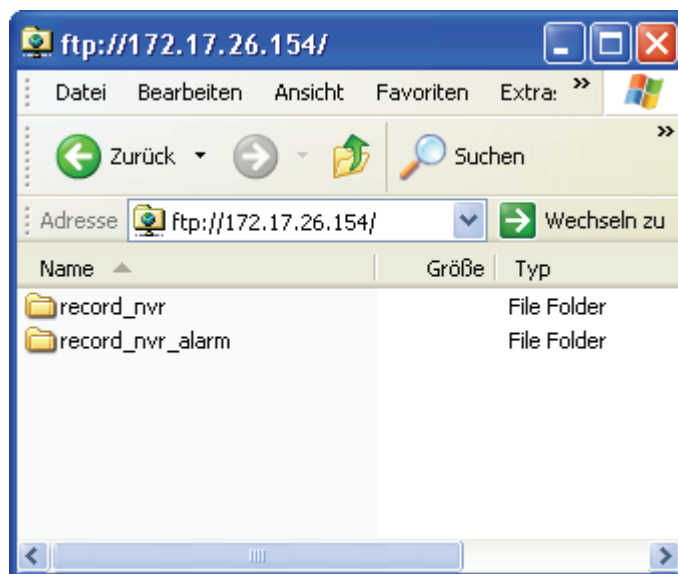 ftp://172.17.26.154/
Datei Bearbeiten Ansicht Favoriten Extra: »
Zurück Suchen »
Adresse ftp://172.17.26.154/ Wechseln zu
Name Größe Typ
record_nvr File Folder
record_nvr_alarm File Folder